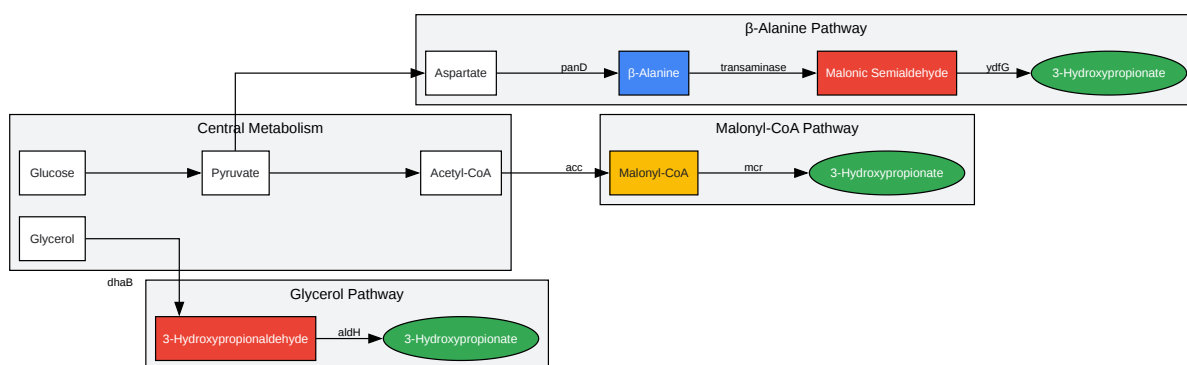 β-Alanine Pathway
Aspartate
panD
β-Alanine
transaminase
Malonic Semialdehyde
ydfG
3-Hydroxypropionate
Central Metabolism
Glucose
Pyruvate
Acetyl-CoA
Glycerol
acc
Malonyl-CoA Pathway
Malonyl-CoA
mcr
3-Hydroxypropionate
dhaB
Glycerol Pathway
3-Hydroxypropionaldehyde
aldH
3-Hydroxypropionate